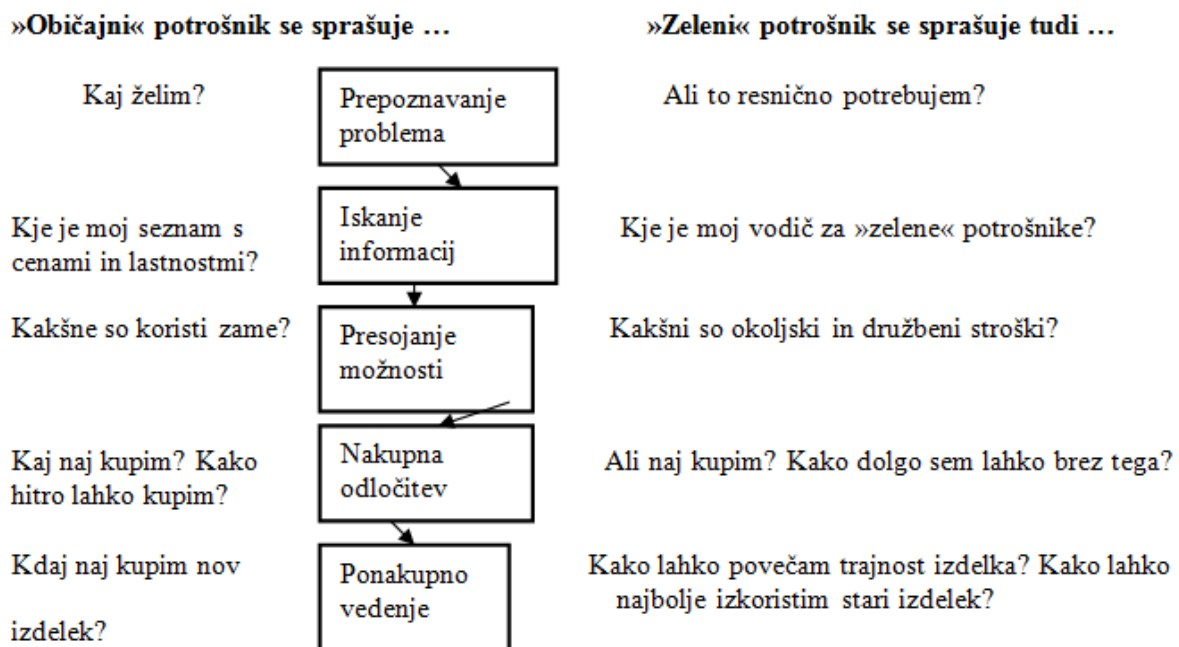 »Običajni« potrošnik se sprašuje …
»Zeleni« potrošnik se sprašuje tudi …
Kaj želim?
Prepoznavanje
problema
Ali to resnično potrebujem?
Kje je moj seznam s
cenami in lastnostmi?
Iskanje
informacij
Kje je moj vodič za »zelene« potrošnike?
Kakšne so koristi zame?
Presojanje
možnosti
Kakšni so okoljski in družbeni stroški?
Kaj naj kupim? Kako
hitro lahko kupim?
Nakupna
odločitev
Ali naj kupim? Kako dolgo sem lahko brez tega?
Kdaj naj kupim nov
izdelek?
Ponakupno
vedenje
Kako lahko povečam trajnost izdelka? Kako lahko
najbolje izkoristim stari izdelek?